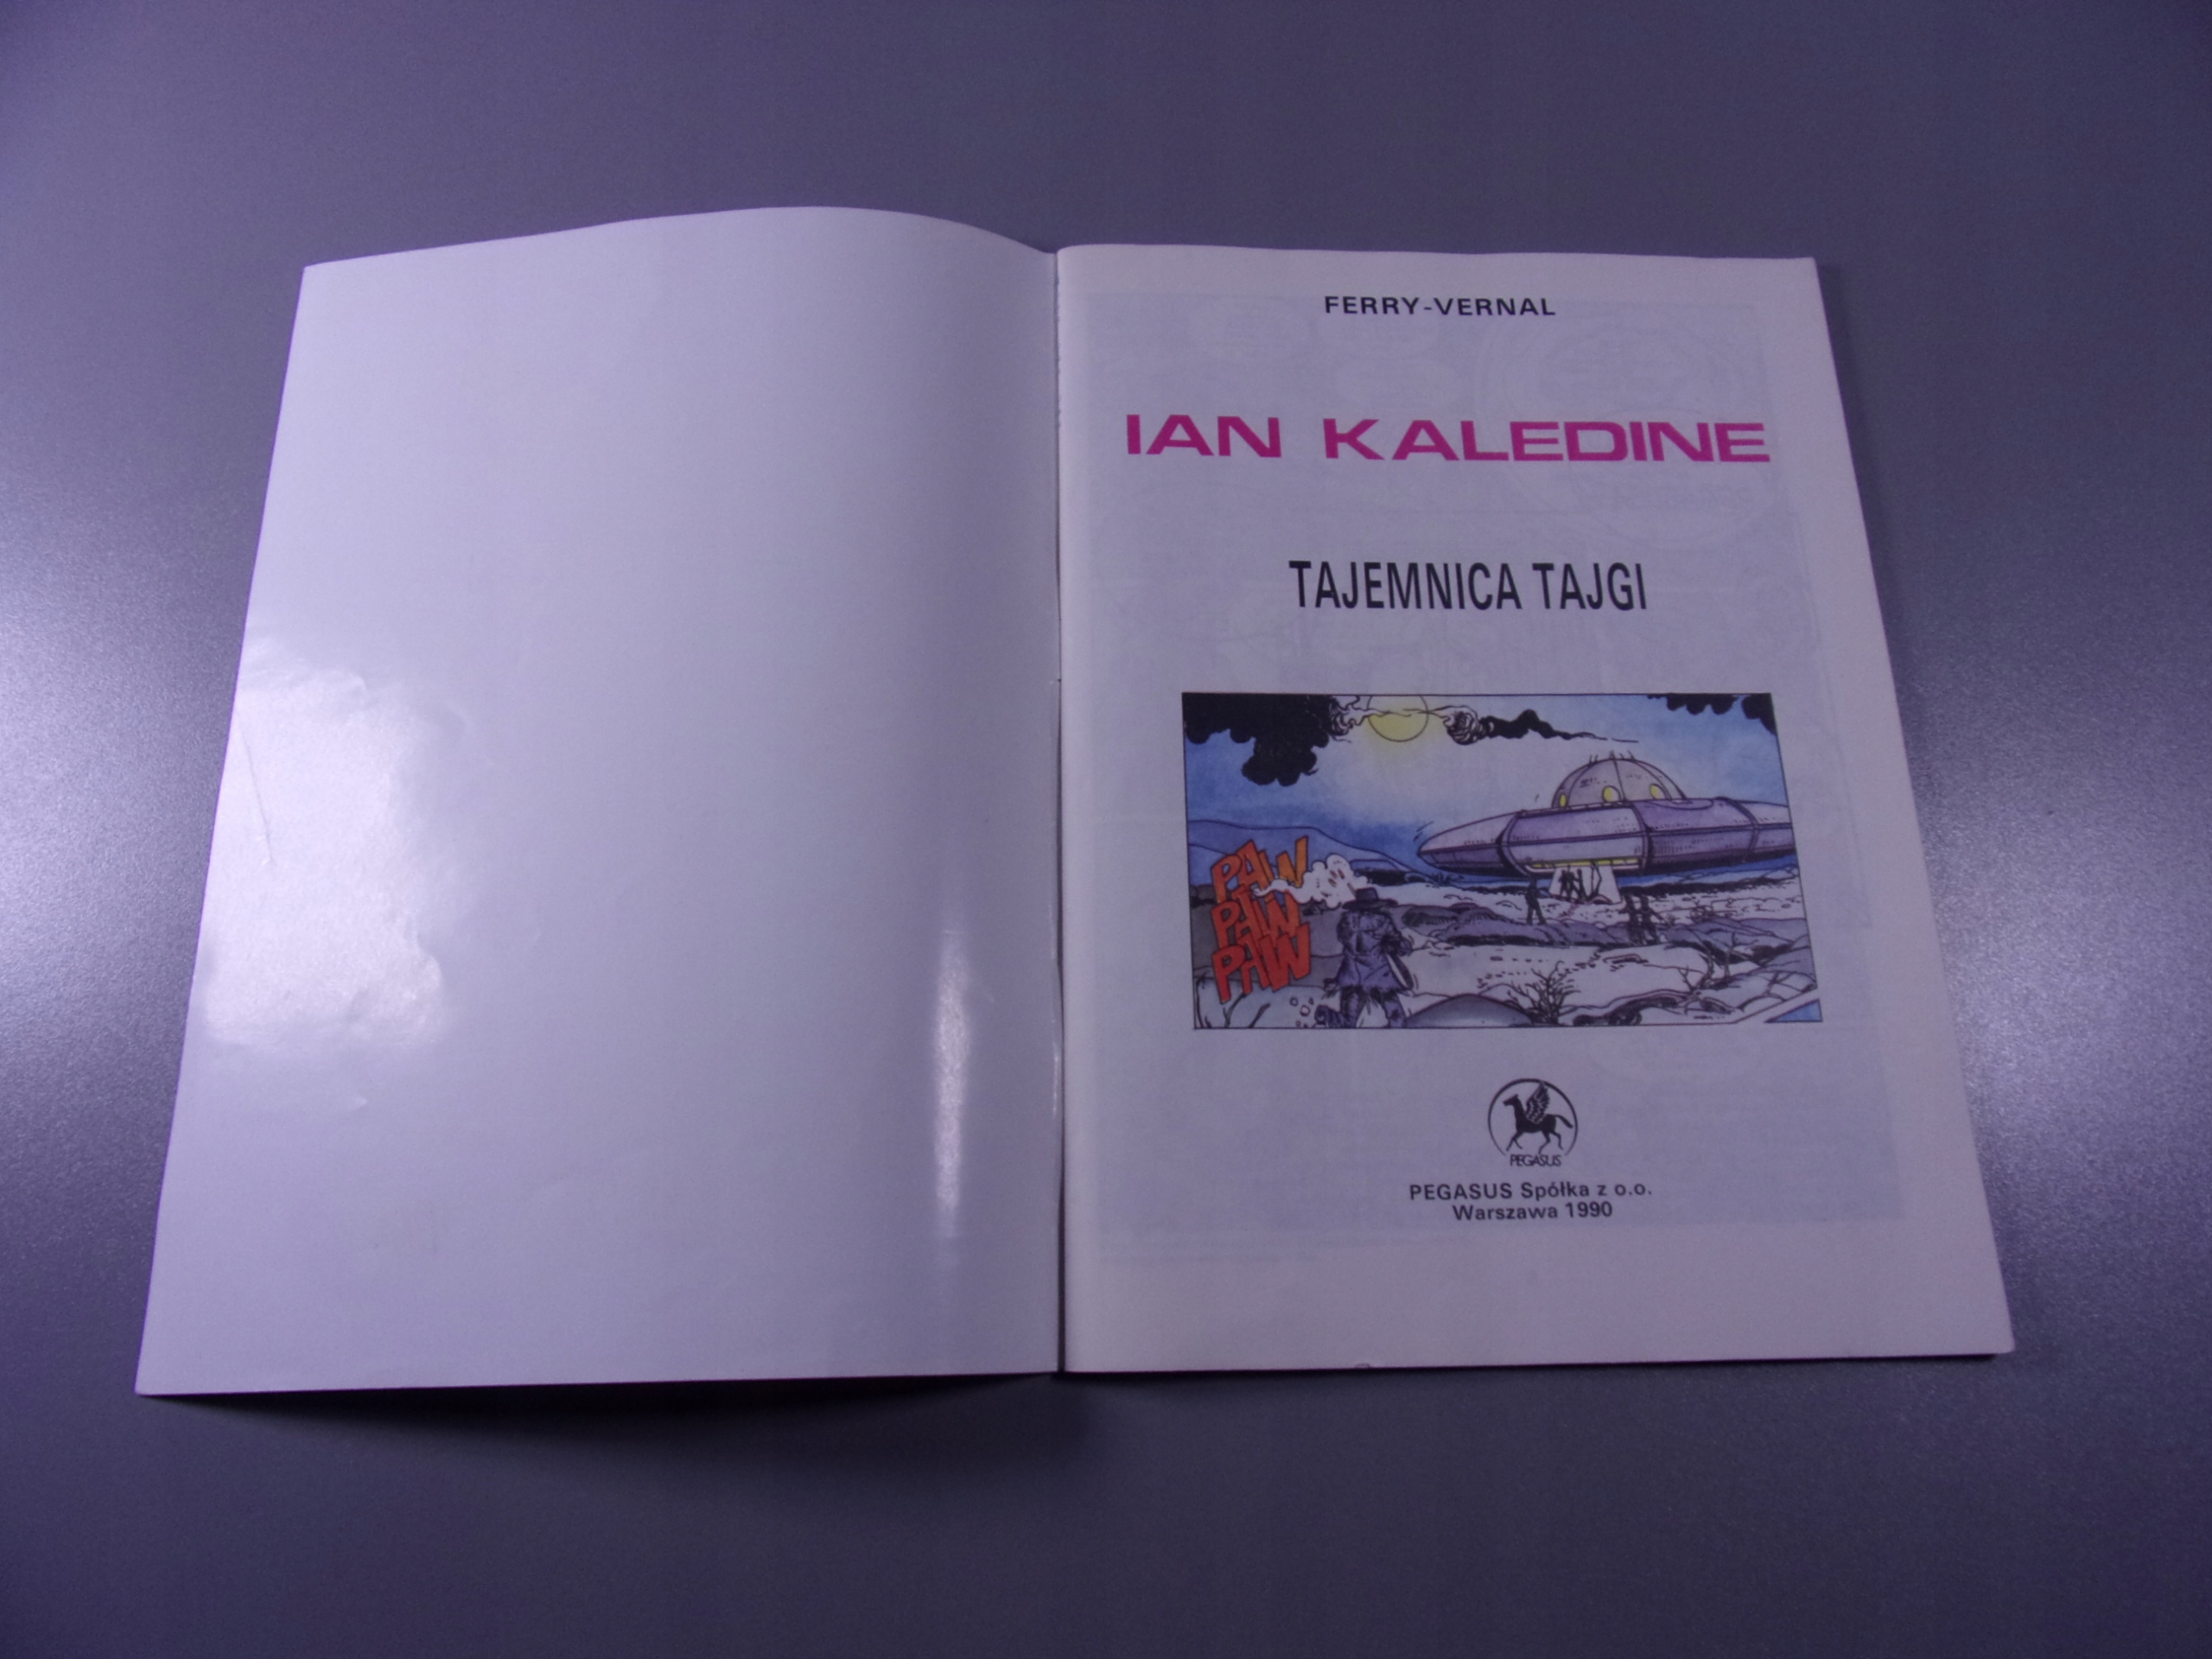 FERRY-VERNAL
IAN KALEDINE
TAJEMNICA TAJGI
PAW
PAW
PAW
PEGASUS
PEGASUS Spółka z o.o.
Warszawa 1990